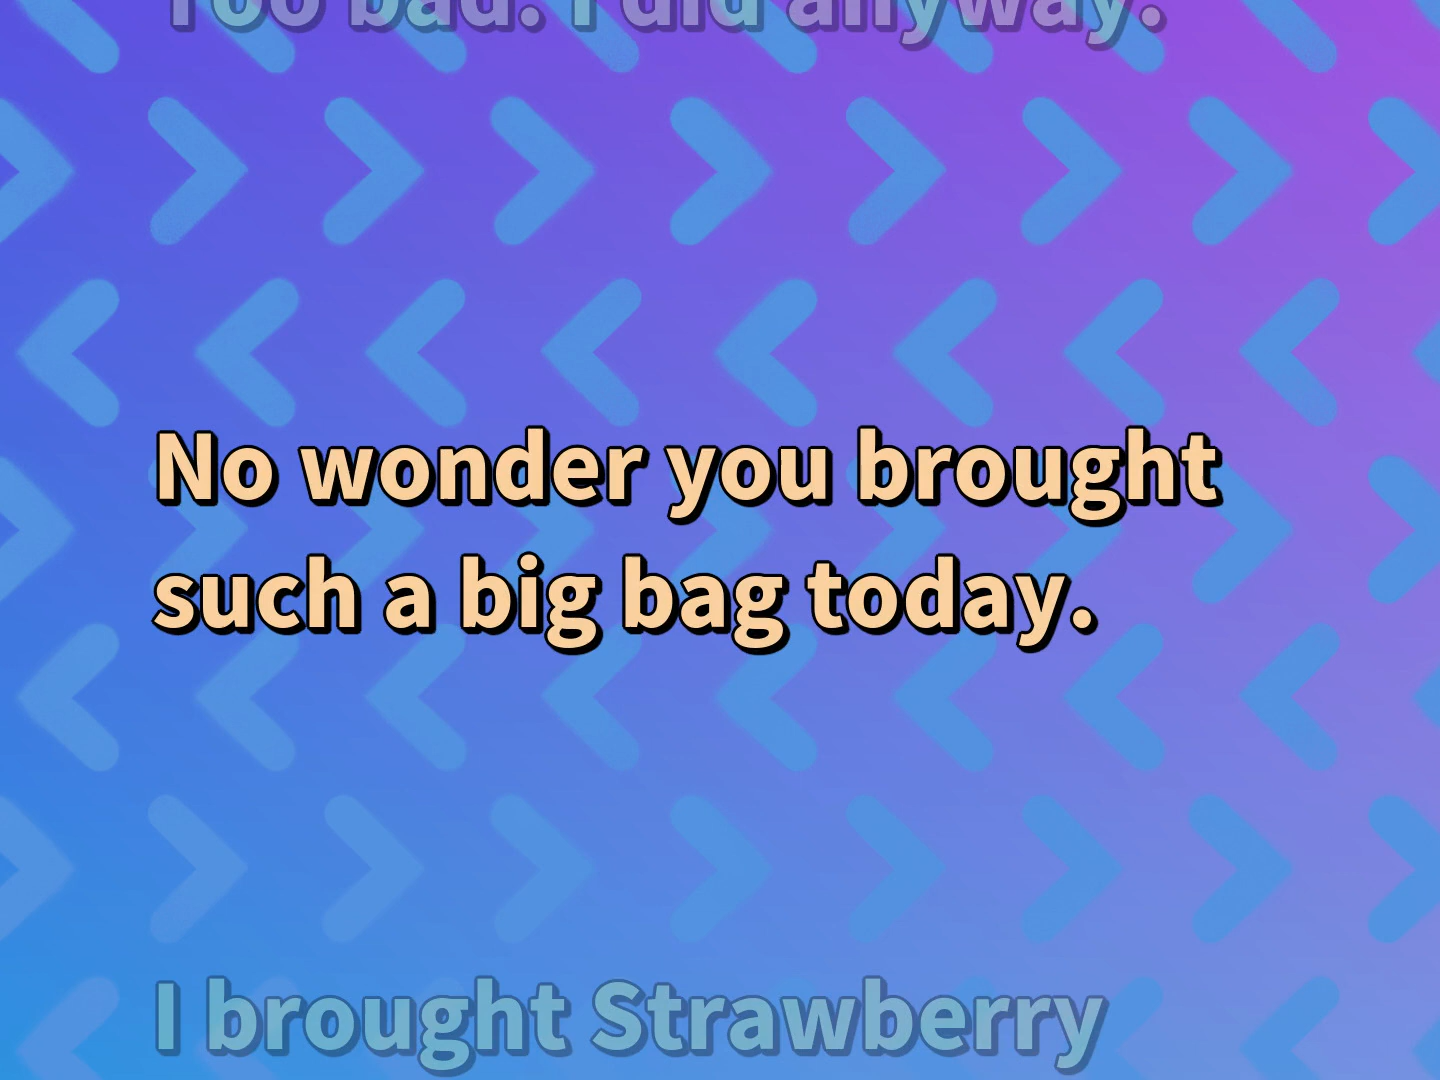 Too bad. I did anyway.
No wonder you brought
such a big bag today.
I brought Strawberry